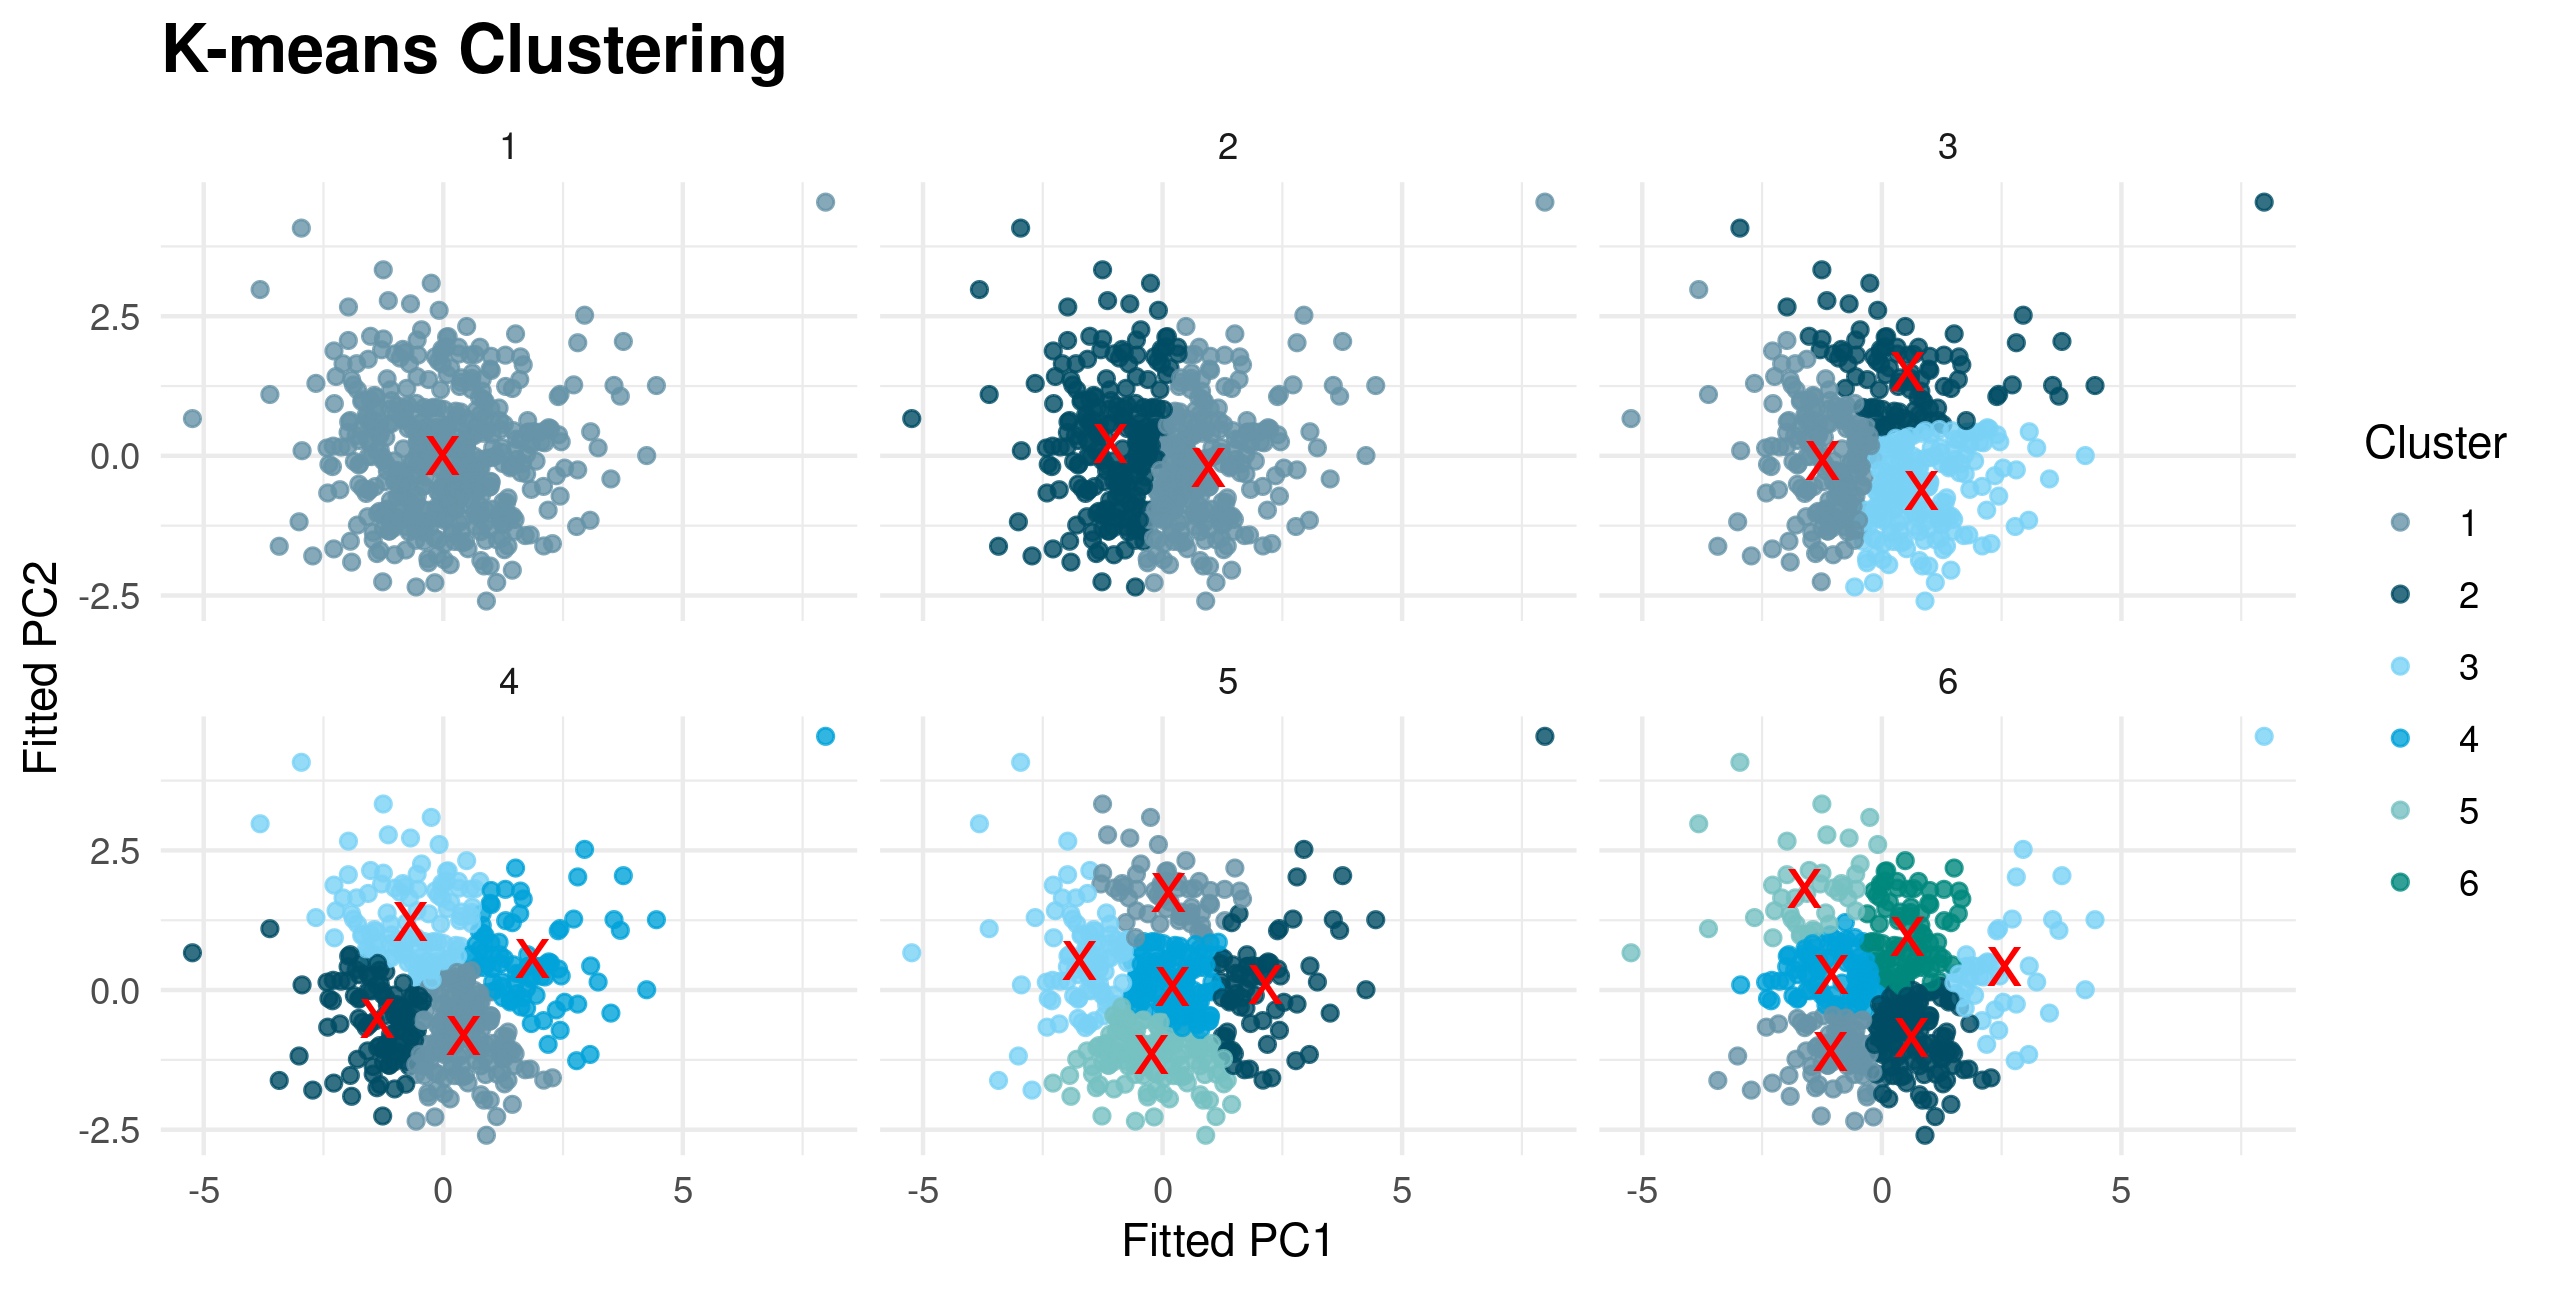 K-means Clustering
1
2
3
2.5
0.0
-2.5
4
5
6
2.5
0.0
-2.5
-5 0 5
-5 0 5
-5 0 5
Fitted PC2
Fitted PC1
Cluster
1
2
3
4
5
6
X
X X
X X X
X X X X
X X X X X
X X X X X X